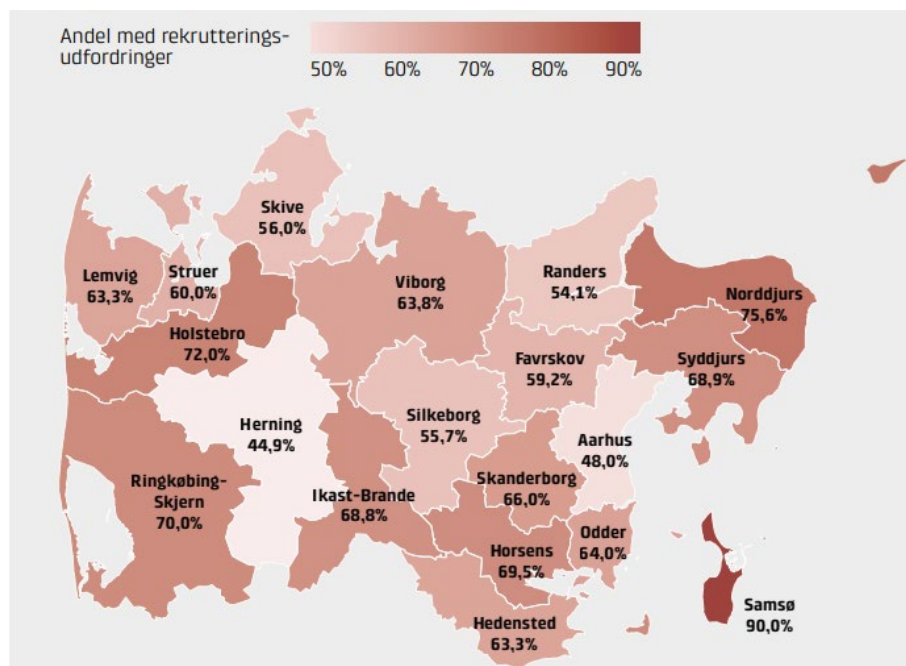 Andel med rekrutterings-
udfordringer
50% 60% 70% 80% 90%
Skive
56,0%
Lemvig
63,3%
Struer
60,0%
Viborg
63,8%
Randers
54,1%
Norddjurs
75,6%
Holstebro
72,0%
Favrskov
59,2%
Syddjurs
68,9%
Herning
44,9%
Silkeborg
55,7%
Aarhus
48,0%
Ringkøbing-
Skjern
70,0%
Ikast-Brande
68,8%
Skanderborg
66,0%
Horsens
69,5%
Odder
64,0%
Samsø
90,0%
Hedensted
63,3%